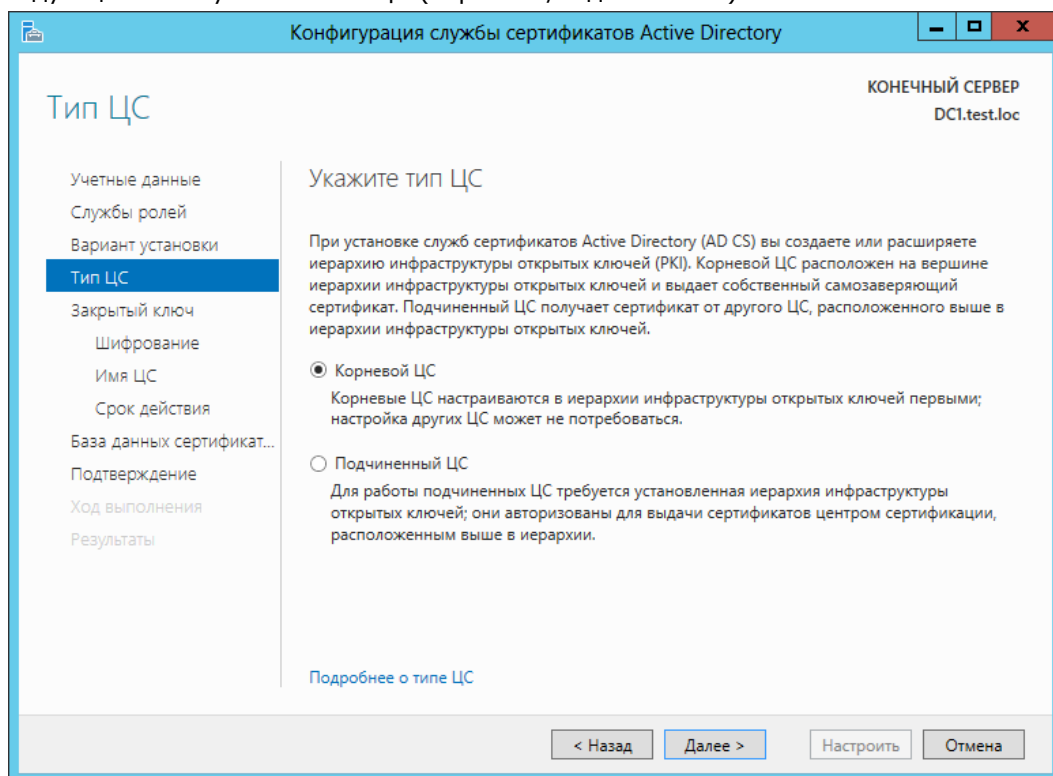 Конфигурация службы сертификатов Active Directory
Тип ЦС
КОНЕЧНЫЙ СЕРВЕР
DC1.test.loc
Учетные данные
Службы ролей
Вариант установки
Тип ЦС
Закрытый ключ
Шифрование
Имя ЦС
Срок действия
База данных сертификат...
Подтверждение
Ход выполнения
Результаты
Укажите тип ЦС
При установке служб сертификатов Active Directory (AD CS) вы создаете или расширяете
иерархию инфраструктуры открытых ключей (PKI). Корневой ЦС расположен на вершине
иерархии инфраструктуры открытых ключей и выдает собственный самозаверяющий
сертификат. Подчиненный ЦС получает сертификат от другого ЦС, расположенного выше в
иерархии инфраструктуры открытых ключей.
Корневой ЦС
Корневые ЦС настраиваются в иерархии инфраструктуры открытых ключей первыми;
настройка других ЦС может не потребоваться.
Подчиненный ЦС
Для работы подчиненных ЦС требуется установленная иерархия инфраструктуры
открытых ключей; они авторизованы для выдачи сертификатов центром сертификации,
расположенным выше в иерархии.
Подробнее о типе ЦС
< Назад Далее > Настроить Отмена